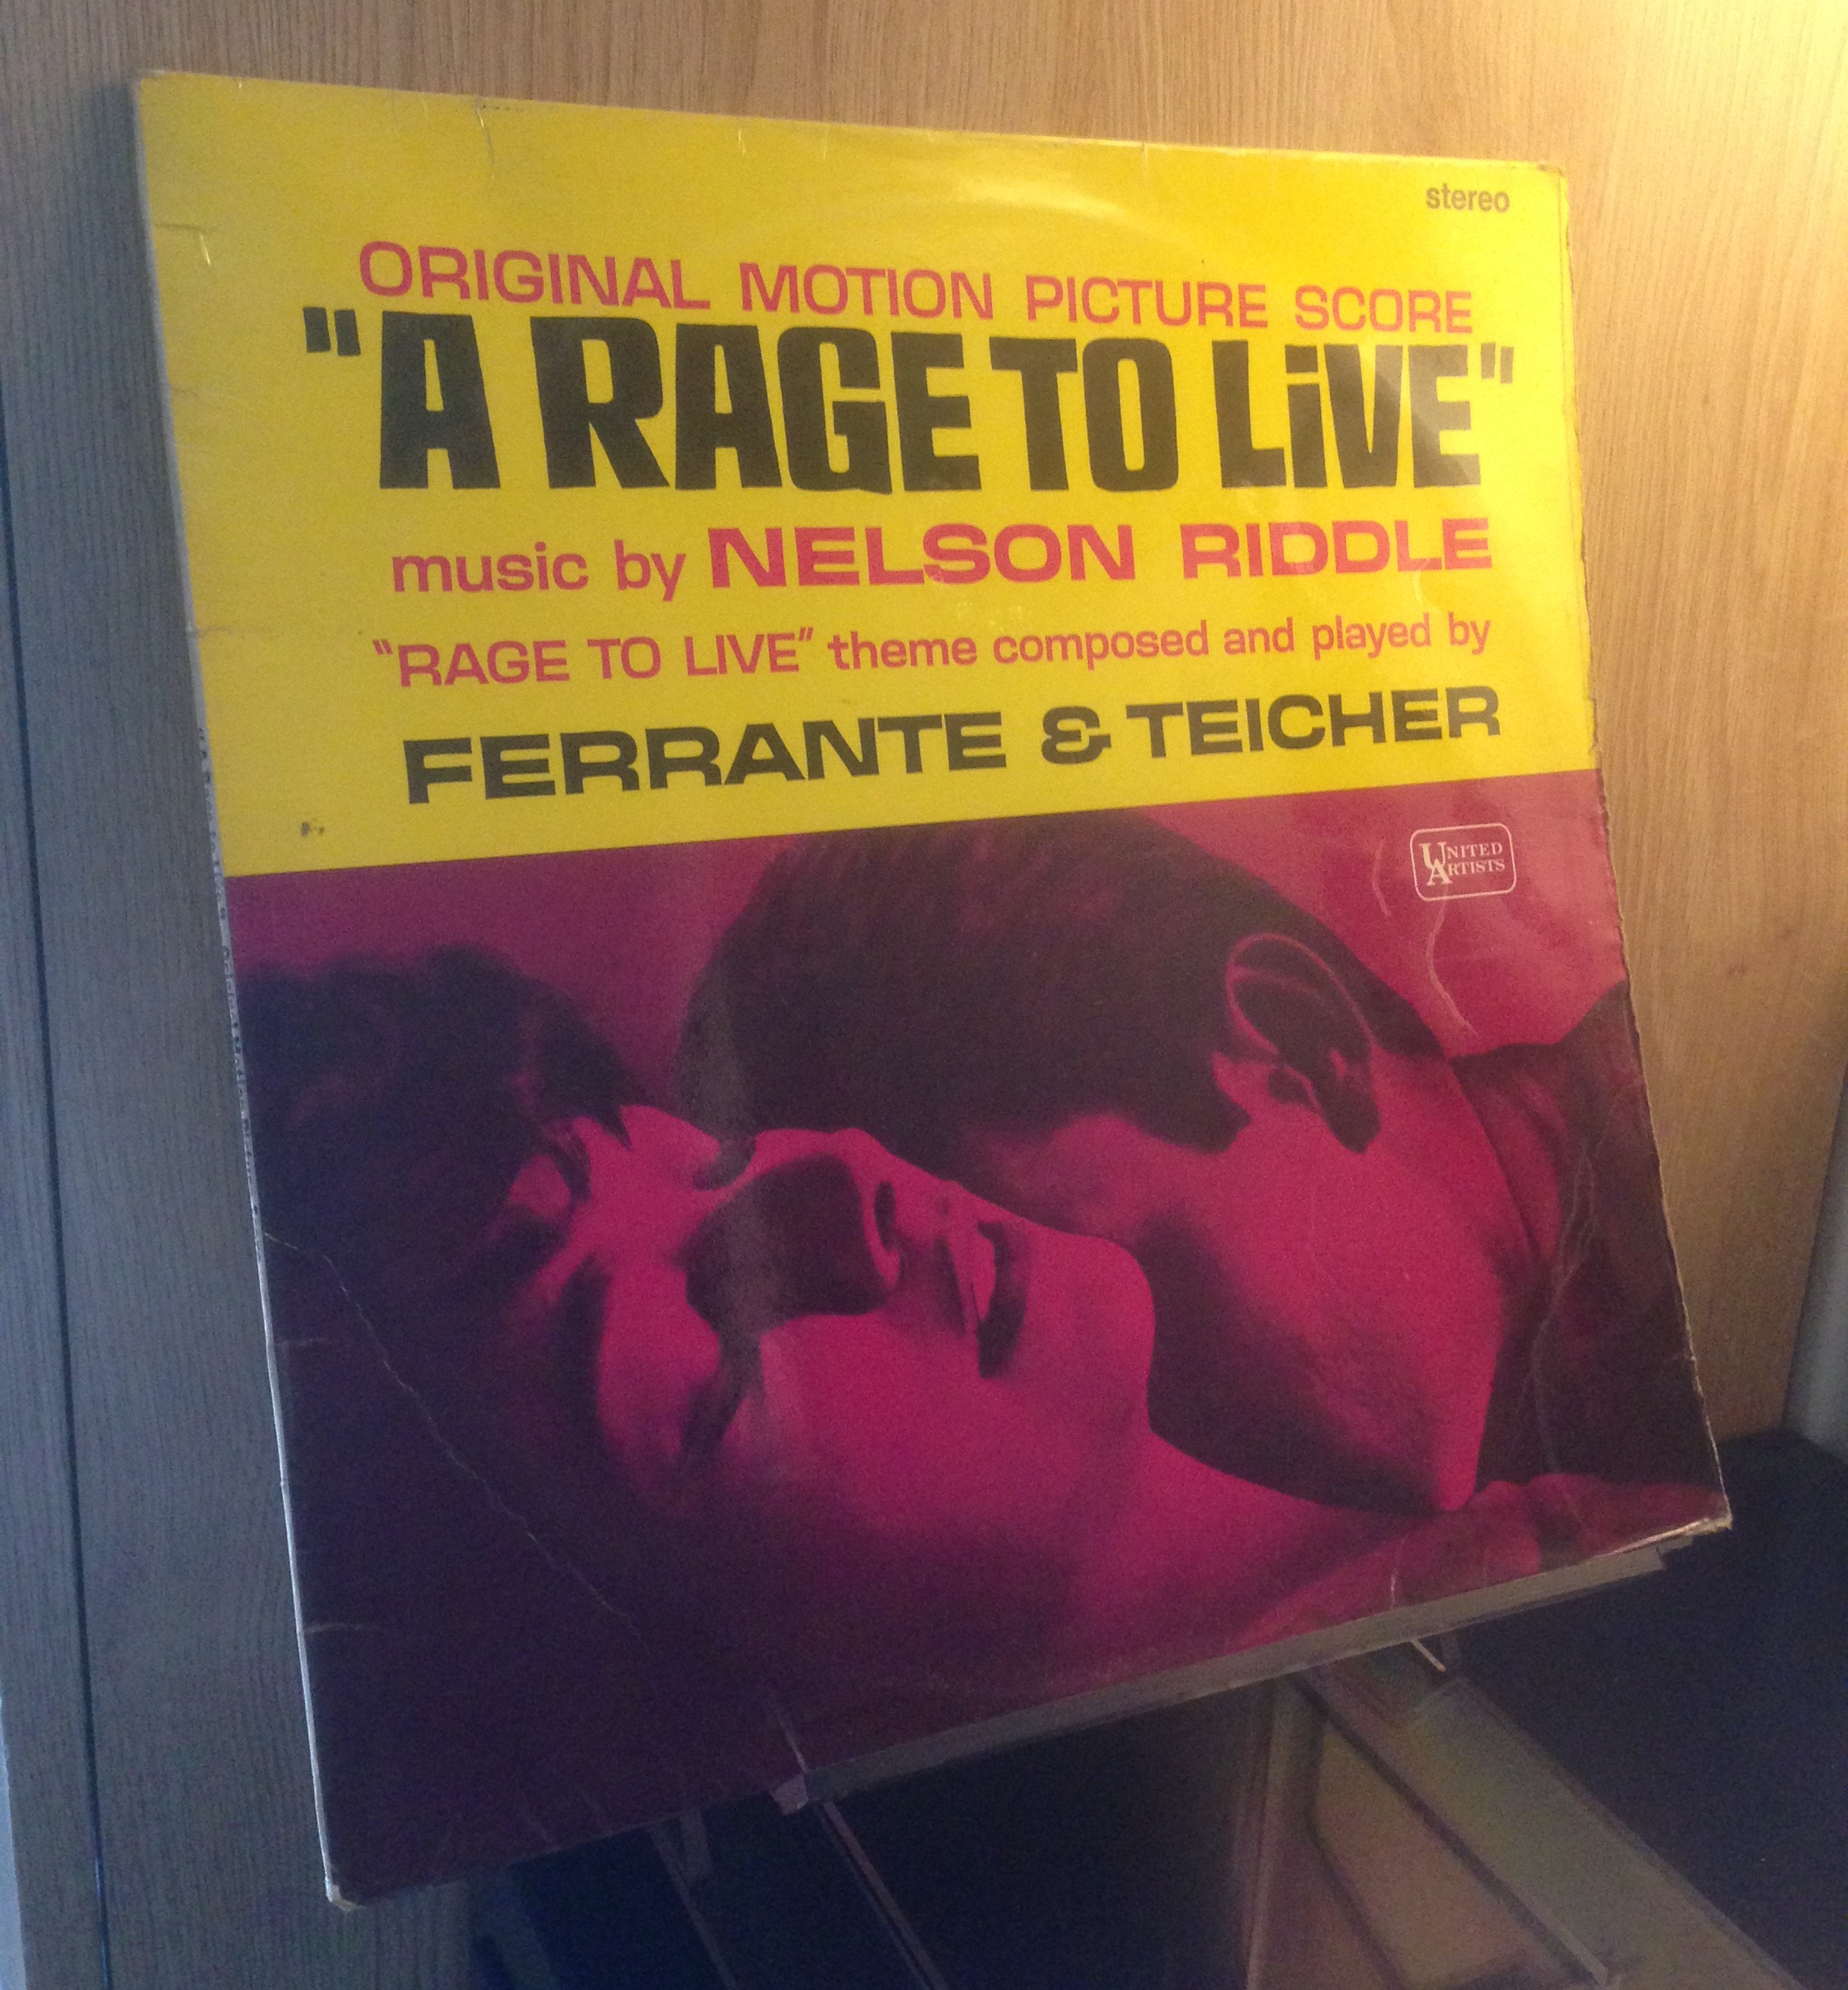 stereo
ORIGINAL MOTION PICTURE SCORE
"A RAGE TO LiVE"
music by NELSON RIDDLE
"RAGE TO LIVE" theme composed and played by
FERRANTE & TEICHER
UNITED
ARTISTS